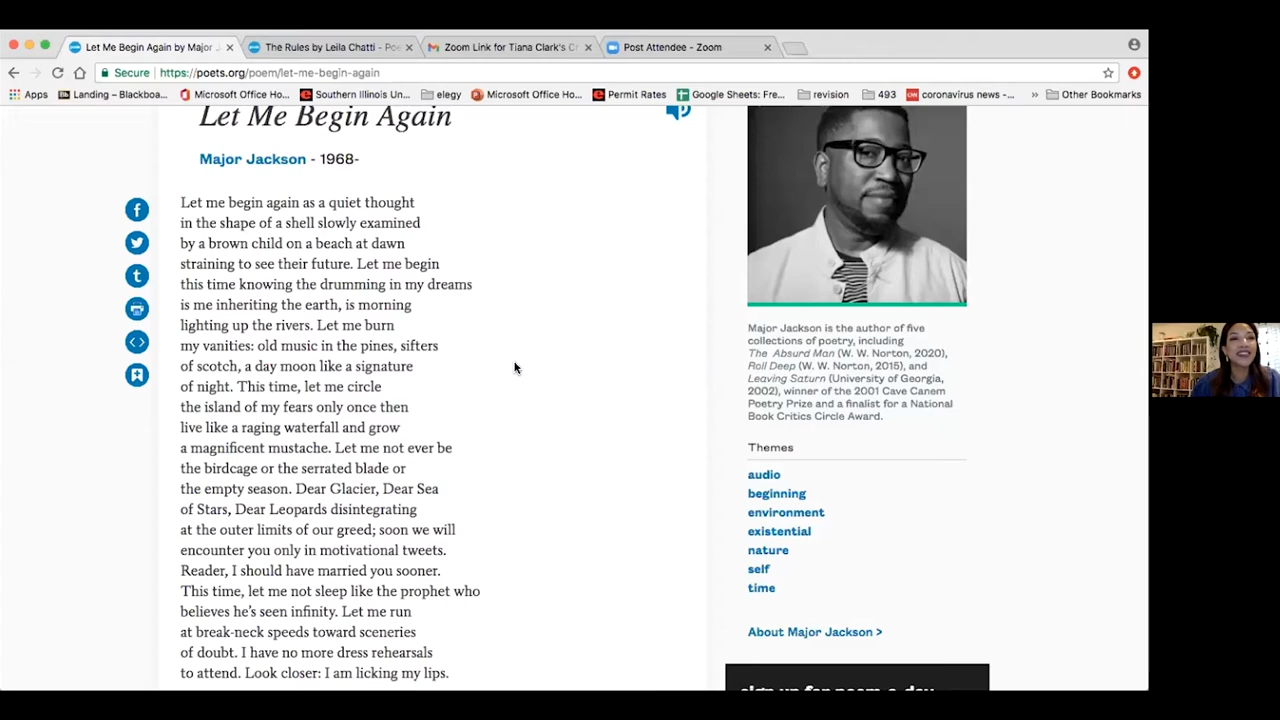 Let Me Begin Again by Major J
The Rules by Leila Chatti - Poe
Zoom Link for Tiana Clark's C
Post Attendee - Zoom
Secure
https://poets.org/poem/let-me-begin-again
Apps
Landing – Blackboa...
Microsoft Office Ho...
Southern Illinois Un...
elegy
Microsoft Office Ho...
Permit Rates
Google Sheets: Fre...
revision
493
coronavirus news -...
Other Bookmarks
Let Me Begin Again
Major Jackson - 1968-
Let me begin again as a quiet thought
in the shape of a shell slowly examined
by a brown child on a beach at dawn
straining to see their future. Let me begin
this time knowing the drumming in my dreams
is me inheriting the earth, is morning
lighting up the rivers. Let me burn
my vanities: old music in the pines, sifters
of scotch, a day moon like a signature
of night. This time, let me circle
the island of my fears only once then
live like a raging waterfall and grow
a magnificent mustache. Let me not ever be
the birdcage or the serrated blade or
the empty season. Dear Glacier, Dear Sea
of Stars, Dear Leopards disintegrating
at the outer limits of our greed; soon we will
encounter you only in motivational tweets.
Reader, I should have married you sooner.
This time, let me not sleep like the prophet who
believes he's seen infinity. Let me run
at break-neck speeds toward sceneries
of doubt. I have no more dress rehearsals
to attend. Look closer: I am licking my lips.
Major Jackson is the author of five
collections of poetry, including
The Absurd Man (W. W. Norton, 2020),
Roll Deep (W. W. Norton, 2015), and
Leaving Saturn (University of Georgia,
2002), winner of the 2001 Cave Canem
Poetry Prize and a finalist for a National
Book Critics Circle Award.
Themes
audio
beginning
environment
existential
nature
self
time
About Major Jackson >
sign up for poem-a-day